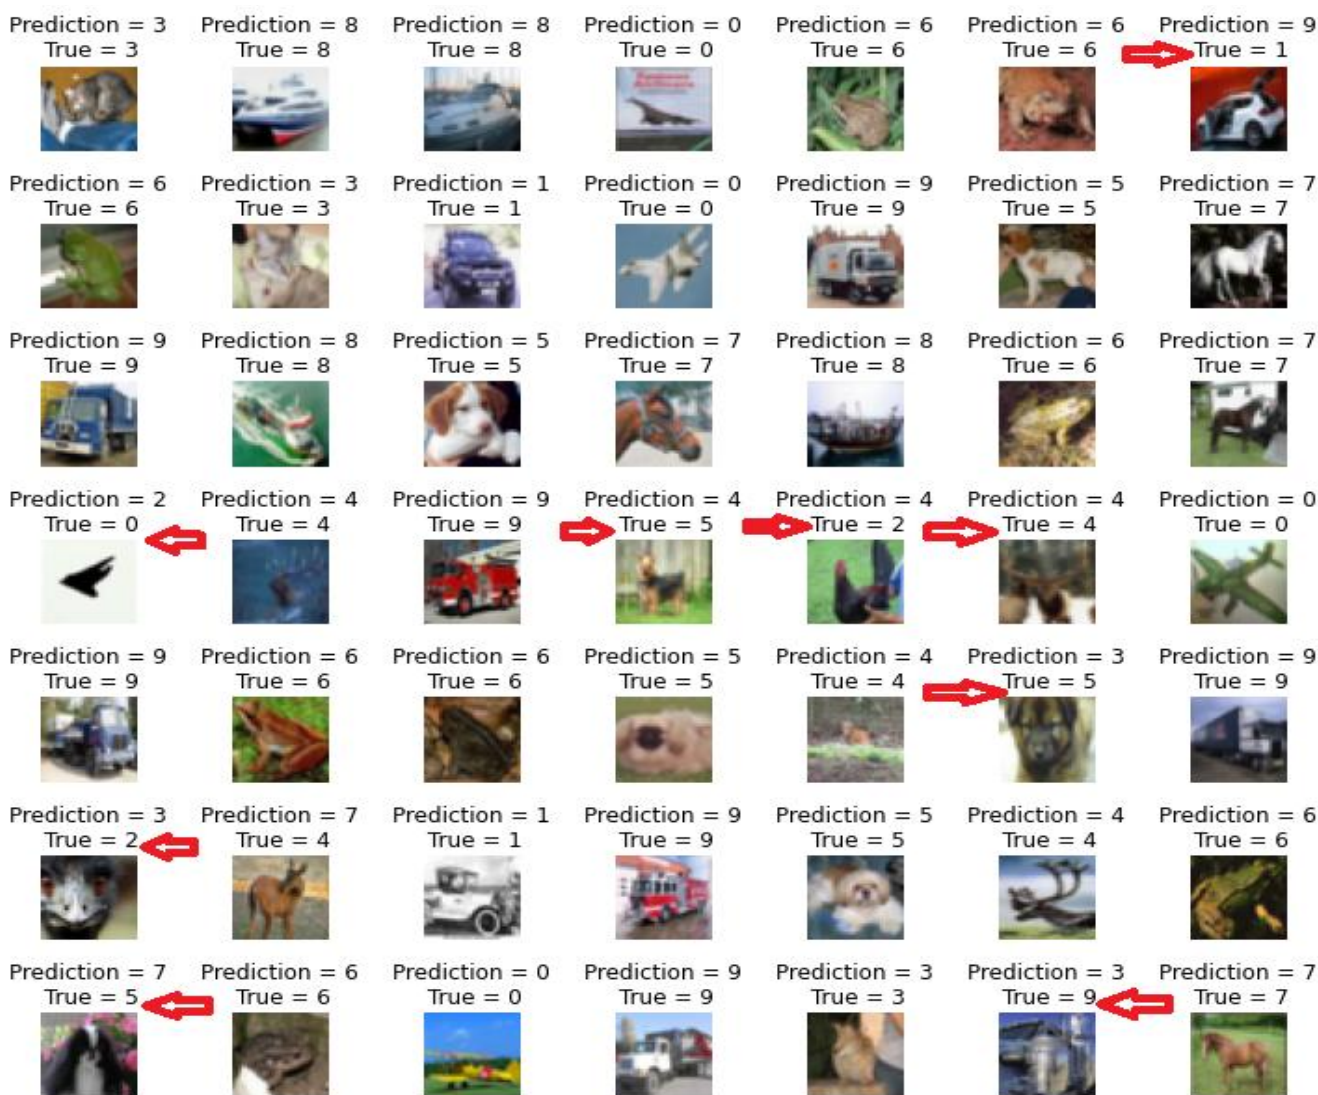 Prediction = 3 Prediction = 8 Prediction = 8 Prediction = 0 Prediction = 6 Prediction = 6 Prediction = 9
True = 3 True = 8 True = 8 True = 0 True = 6 True = 6 True = 1
Prediction = 6 Prediction = 3 Prediction = 1 Prediction = 0 Prediction = 9 Prediction = 5 Prediction = 7
True = 6 True = 3 True = 1 True = 0 True = 9 True = 5 True = 7
Prediction = 9 Prediction = 8 Prediction = 5 Prediction = 7 Prediction = 8 Prediction = 6 Prediction = 7
True = 9 True = 8 True = 5 True = 7 True = 8 True = 6 True = 7
Prediction = 2 Prediction = 4 Prediction = 9 Prediction = 4 Prediction = 4 Prediction = 4 Prediction = 0
True = 0 True = 4 True = 9 True = 5 True = 2 True = 4 True = 0
Prediction = 9 Prediction = 6 Prediction = 6 Prediction = 5 Prediction = 4 Prediction = 3 Prediction = 9
True = 9 True = 6 True = 6 True = 5 True = 4 True = 5 True = 9
Prediction = 3 Prediction = 7 Prediction = 1 Prediction = 9 Prediction = 5 Prediction = 4 Prediction = 6
True = 2 True = 4 True = 1 True = 9 True = 5 True = 4 True = 6
Prediction = 7 Prediction = 6 Prediction = 0 Prediction = 9 Prediction = 3 Prediction = 3 Prediction = 7
True = 5 True = 6 True = 0 True = 9 True = 3 True = 9 True = 7